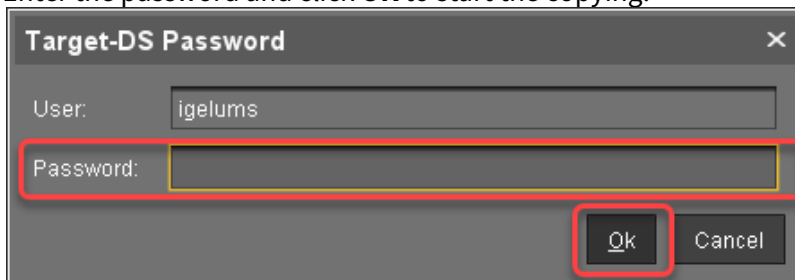 Enter the password and click Ok to start the copying.
Target-DS Password
User: igelums
Password:
Ok Cancel